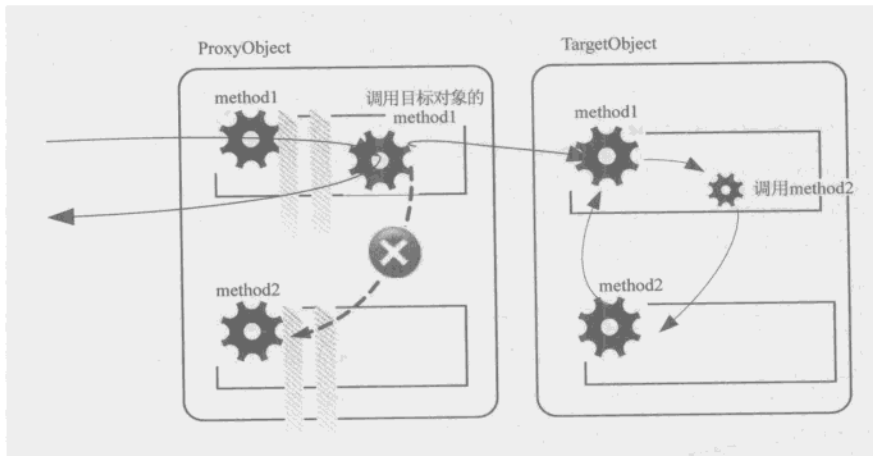 ProxyObject
TargetObject
method1
调用目标对象的
method1
method1
调用method2
method2
method2